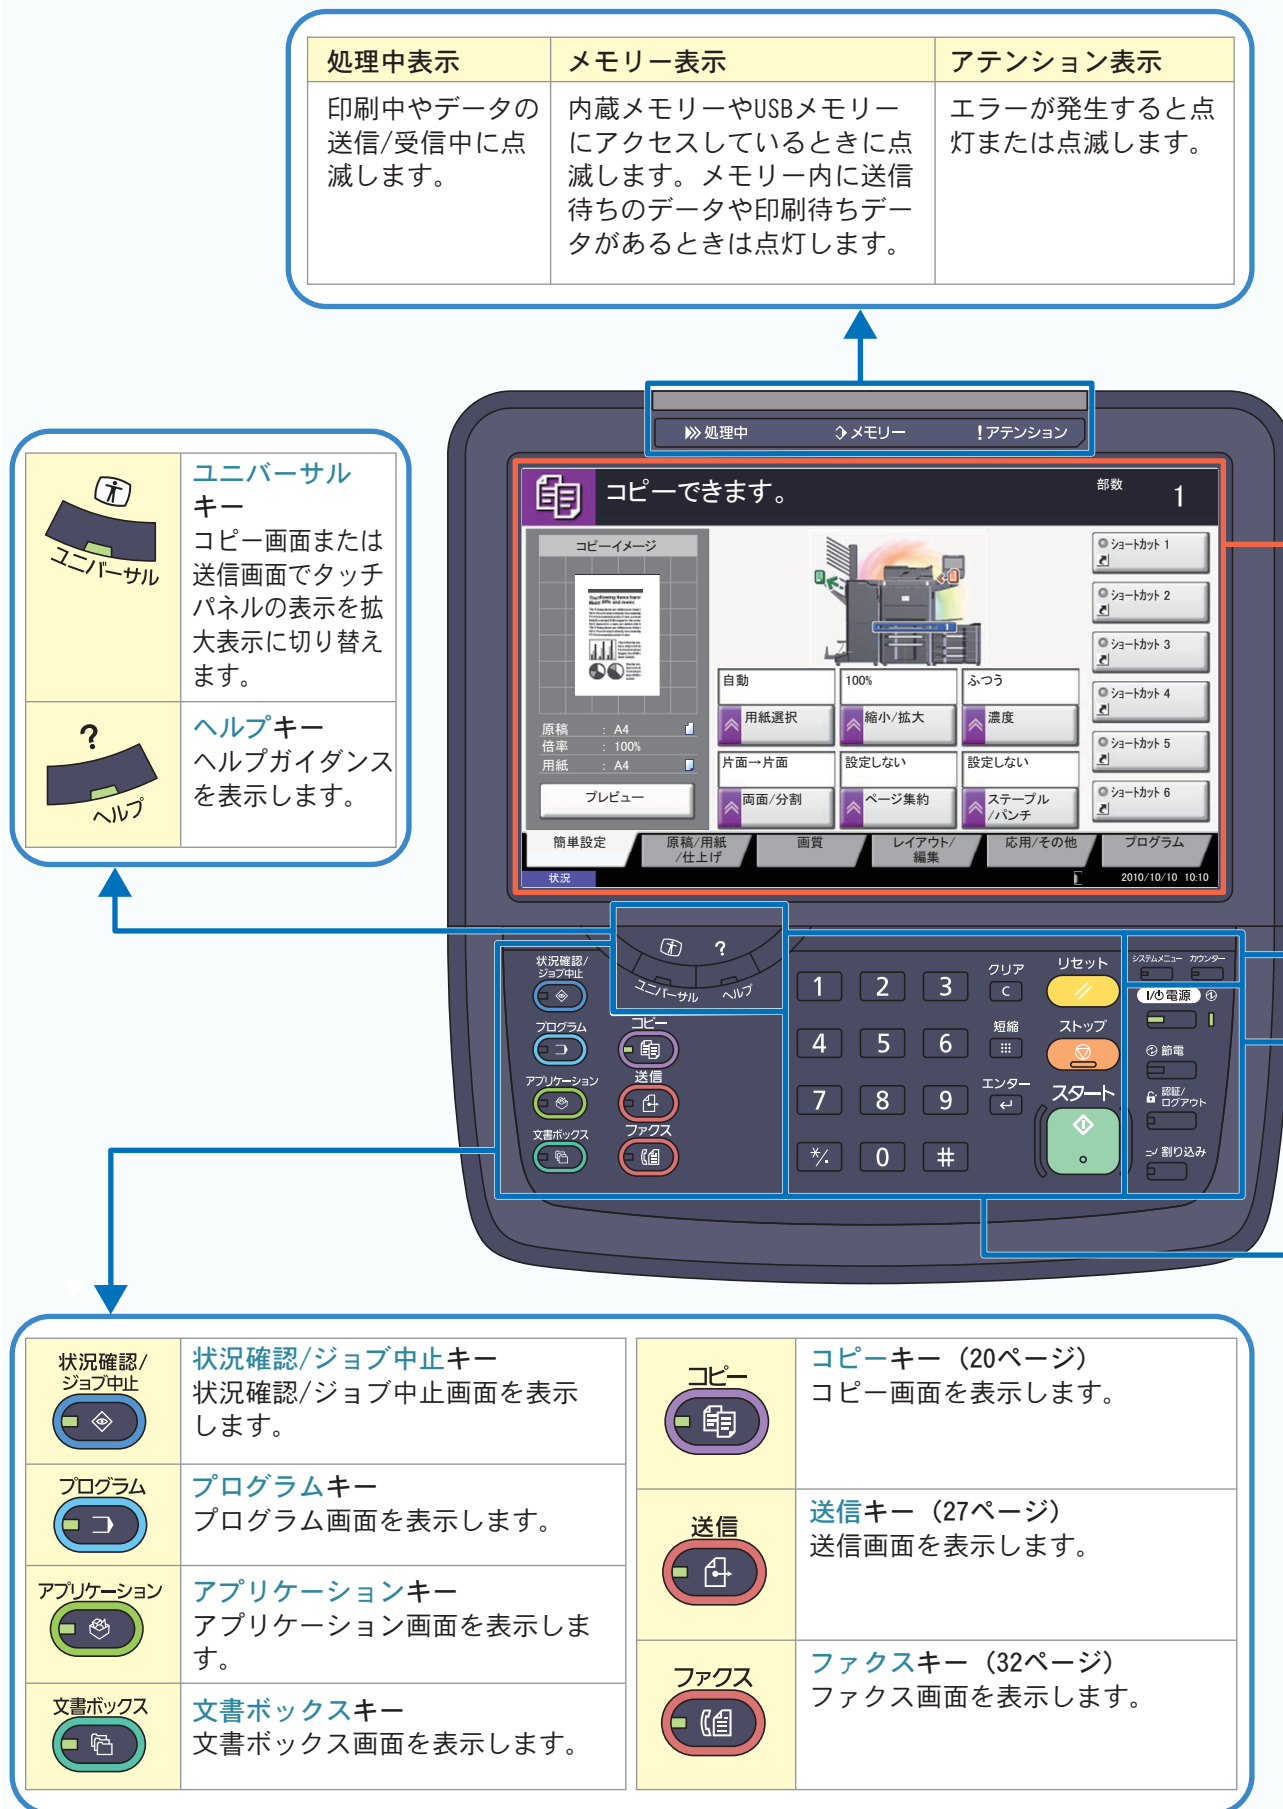 処理中表示
メモリー表示
アテンション表示
印刷中やデータの
送信/受信中に点
滅します。
内蔵メモリーやUSBメモリー
にアクセスしているときに点
滅します。メモリー内に送信
待ちのデータや印刷待ちデー
タがあるときは点灯します。
エラーが発生すると点
灯または点滅します。
処理中
メモリー
!アテンション
ユニバーサル
ユニバーサル
キー
コピー画面または
送信画面でタッチ
パネルの表示を拡
大表示に切り替え
ます。
?
ヘルプ
ヘルプキー
ヘルプガイダンス
を表示します。
コピーできます。
部数
1
コピーイメージ
原稿 : A4
倍率 : 100%
用紙 : A4
プレビュー
1
自動
用紙選択
100%
縮小/拡大
ふつう
濃度
片面→片面
両面/分割
設定しない
ページ集約
設定しない
ステープル
/パンチ
ショートカット 1
ショートカット 2
ショートカット 3
ショートカット 4
ショートカット 5
ショートカット 6
簡単設定
原稿/用紙
/仕上げ
画質
レイアウト/
編集
応用/その他
プログラム
状況
2010/10/10 10:10
?
ユニバーサル
ヘルプ
状況確認/
ジョブ中止
プログラム
アプリケーション
文書ボックス
コピー
送信
ファクス
1 2 3
4 5 6
7 8 9
*/. 0 #
クリア
C
短縮
エンター
リセット
ストップ
スタート
システムメニュー
カウンター
電源
節電
認証/
ログアウト
割り込み
状況確認/
ジョブ中止
状況確認/ジョブ中止キー
状況確認/ジョブ中止画面を表示
します。
プログラム
プログラムキー
プログラム画面を表示します。
アプリケーション
アプリケーションキー
アプリケーション画面を表示しま
す。
文書ボックス
文書ボックスキー
文書ボックス画面を表示します。
コピー
コピーキー（20ページ）
コピー画面を表示します。
送信
送信キー（27ページ）
送信画面を表示します。
ファクス
ファクスキー（32ページ）
ファクス画面を表示します。